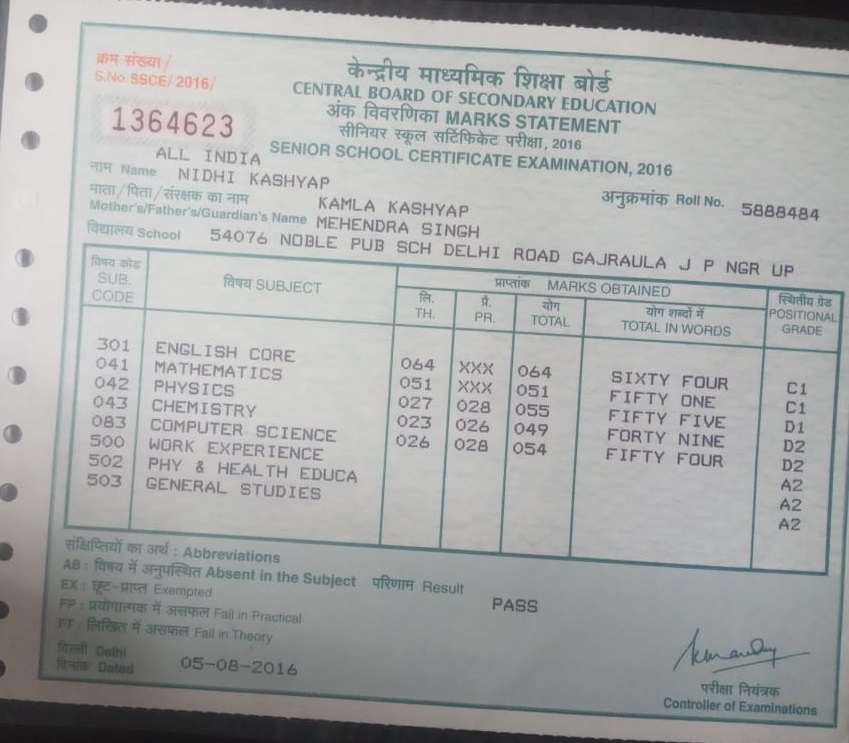 क्रम संख्या/
S.No. SSCE/ 2016/
1364623
केन्द्रीय माध्यमिक शिक्षा बोर्ड
CENTRAL BOARD OF SECONDARY EDUCATION
अंक विवरणिका MARKS STATEMENT
सीनियर स्कूल सर्टिफिकेट परीक्षा, 2016
ALL INDIA SENIOR SCHOOL CERTIFICATE EXAMINATION, 2016
नाम Name NIDHI KASHYAP
अनुक्रमांक Roll No. 5888484
माता/पिता/संरक्षक का नाम KAMLA KASHYAP
Mother's/Father's/Guardian's Name MEHENDRA SINGH
विद्यालय School 54076 NOBLE PUB SCH DELHI ROAD GAJRAULA J P NGR UP
विषय कोड विषय SUBJECT प्राप्तांक MARKS OBTAINED स्थितीय ग्रेड
SUB. CODE लि. TH. प्रै. PR. योग TOTAL योग शब्दों में TOTAL IN WORDS POSITIONAL GRADE
301 ENGLISH CORE 064 XXX 064 SIXTY FOUR C1
041 MATHEMATICS 051 XXX 051 FIFTY ONE C1
042 PHYSICS 027 028 055 FIFTY FIVE D1
043 CHEMISTRY 023 026 049 FORTY NINE D2
083 COMPUTER SCIENCE 026 028 054 FIFTY FOUR D2
500 WORK EXPERIENCE A2
502 PHY & HEALTH EDUCA A2
503 GENERAL STUDIES A2
संक्षिप्तियों का अर्थ : Abbreviations
AB : विषय में अनुपस्थित Absent in the Subject परिणाम Result PASS
EX : छूट-प्राप्त Exempted
FP : प्रयोगात्मक में असफल Fail in Practical
FT : लिखित में असफल Fail in Theory
दिल्ली Delhi
दिनांक Dated 05-08-2016
परीक्षा नियंत्रक
Controller of Examinations